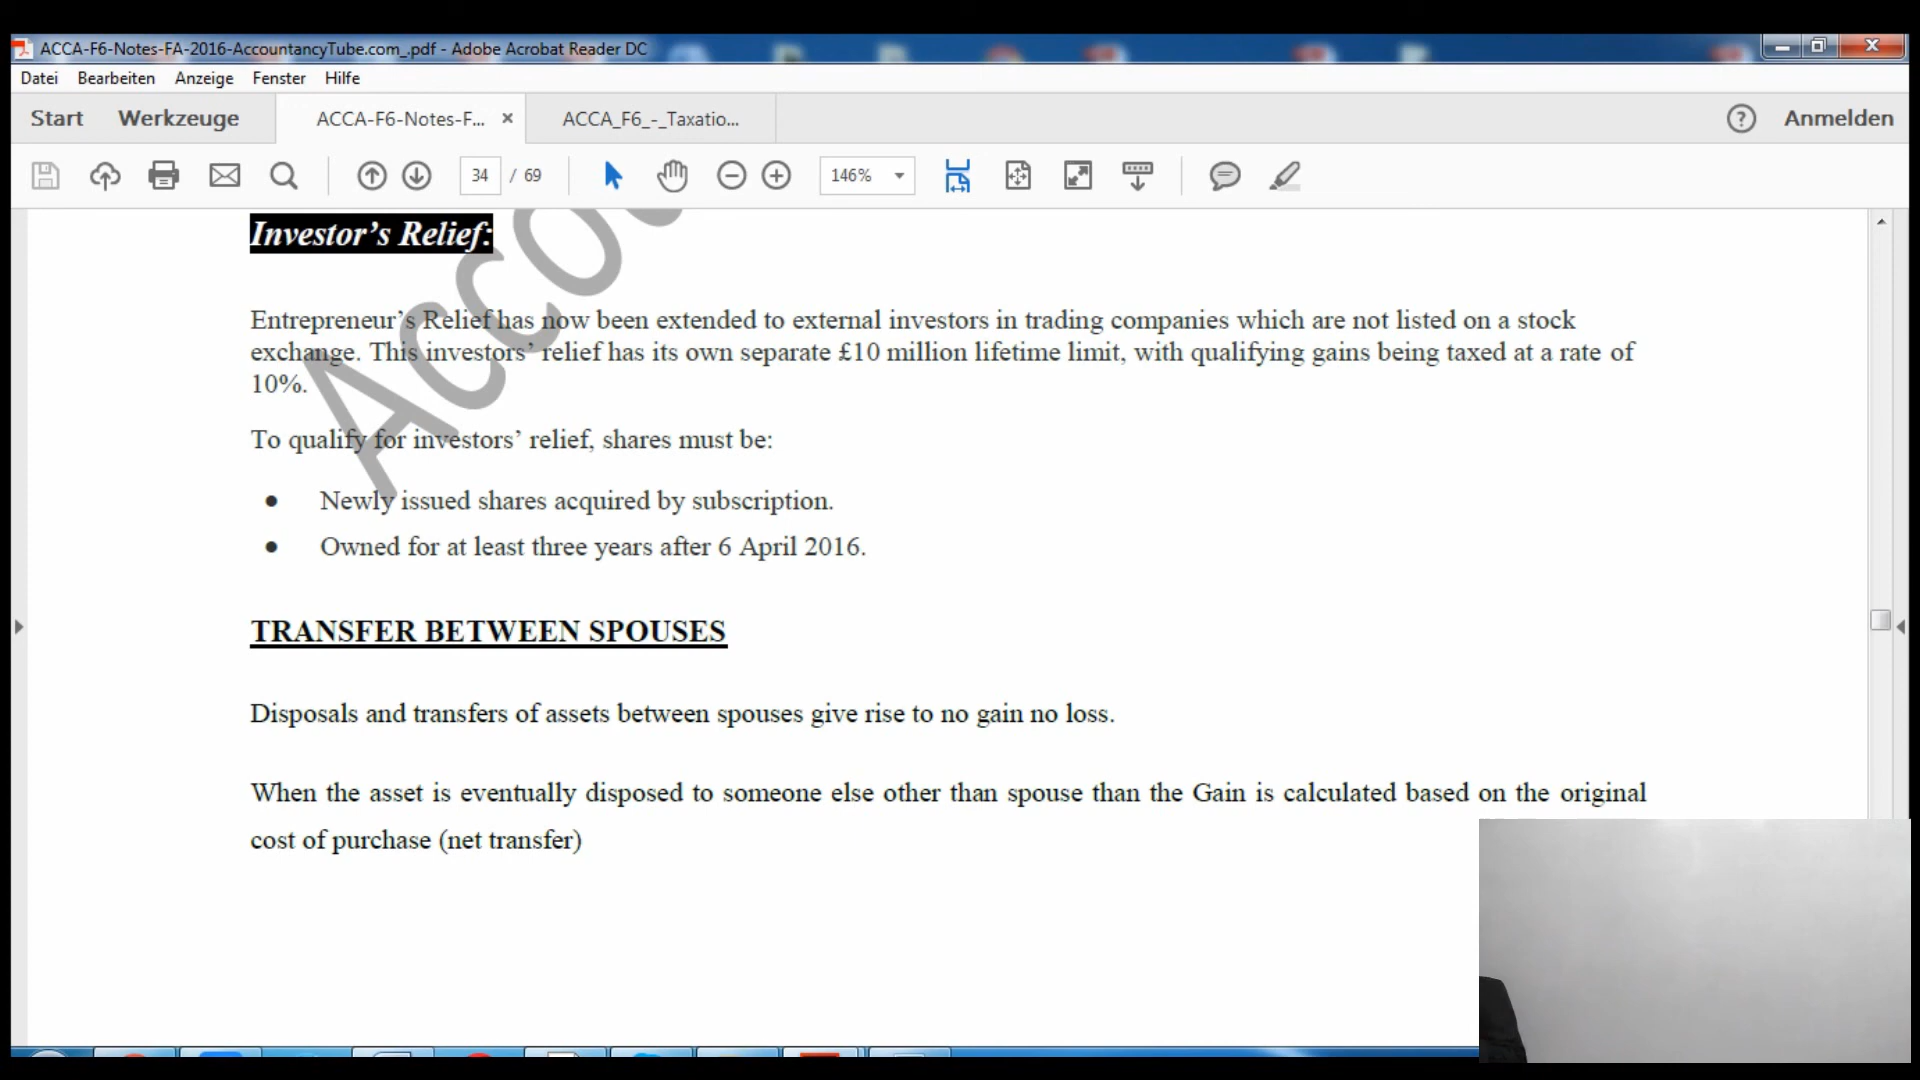 ACCA-F6-Notes-FA-2016-AccountancyTube.com_.pdf - Adobe Acrobat Reader DC
Datei Bearbeiten Anzeige Fenster Hilfe
Start Werkzeuge ACCA-F6-Notes-F... × ACCA_F6_-_Taxatio... ? Anmelden
34 / 69 146%
Investor's Relief:
Entrepreneur's Relief has now been extended to external investors in trading companies which are not listed on a stock
exchange. This investors' relief has its own separate £10 million lifetime limit, with qualifying gains being taxed at a rate of
10%.
To qualify for investors' relief, shares must be:
● Newly issued shares acquired by subscription.
● Owned for at least three years after 6 April 2016.
TRANSFER BETWEEN SPOUSES
Disposals and transfers of assets between spouses give rise to no gain no loss.
When the asset is eventually disposed to someone else other than spouse than the Gain is calculated based on the original
cost of purchase (net transfer)